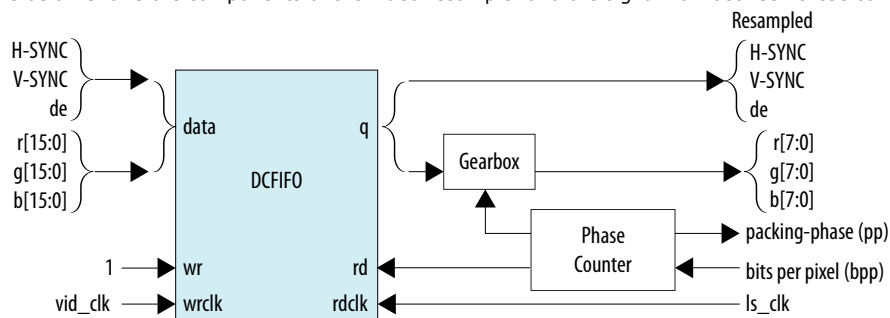 Resampled
H-SYNC
V-SYNC
de
r[15:0]
g[15:0]
b[15:0]
data
q
DCFIFO
Gearbox
H-SYNC
V-SYNC
de
r[7:0]
g[7:0]
b[7:0]
Phase
Counter
packing-phase (pp)
bits per pixel (bpp)
1
wr
rd
vid_clk
wrclk
rdclk
ls_clk